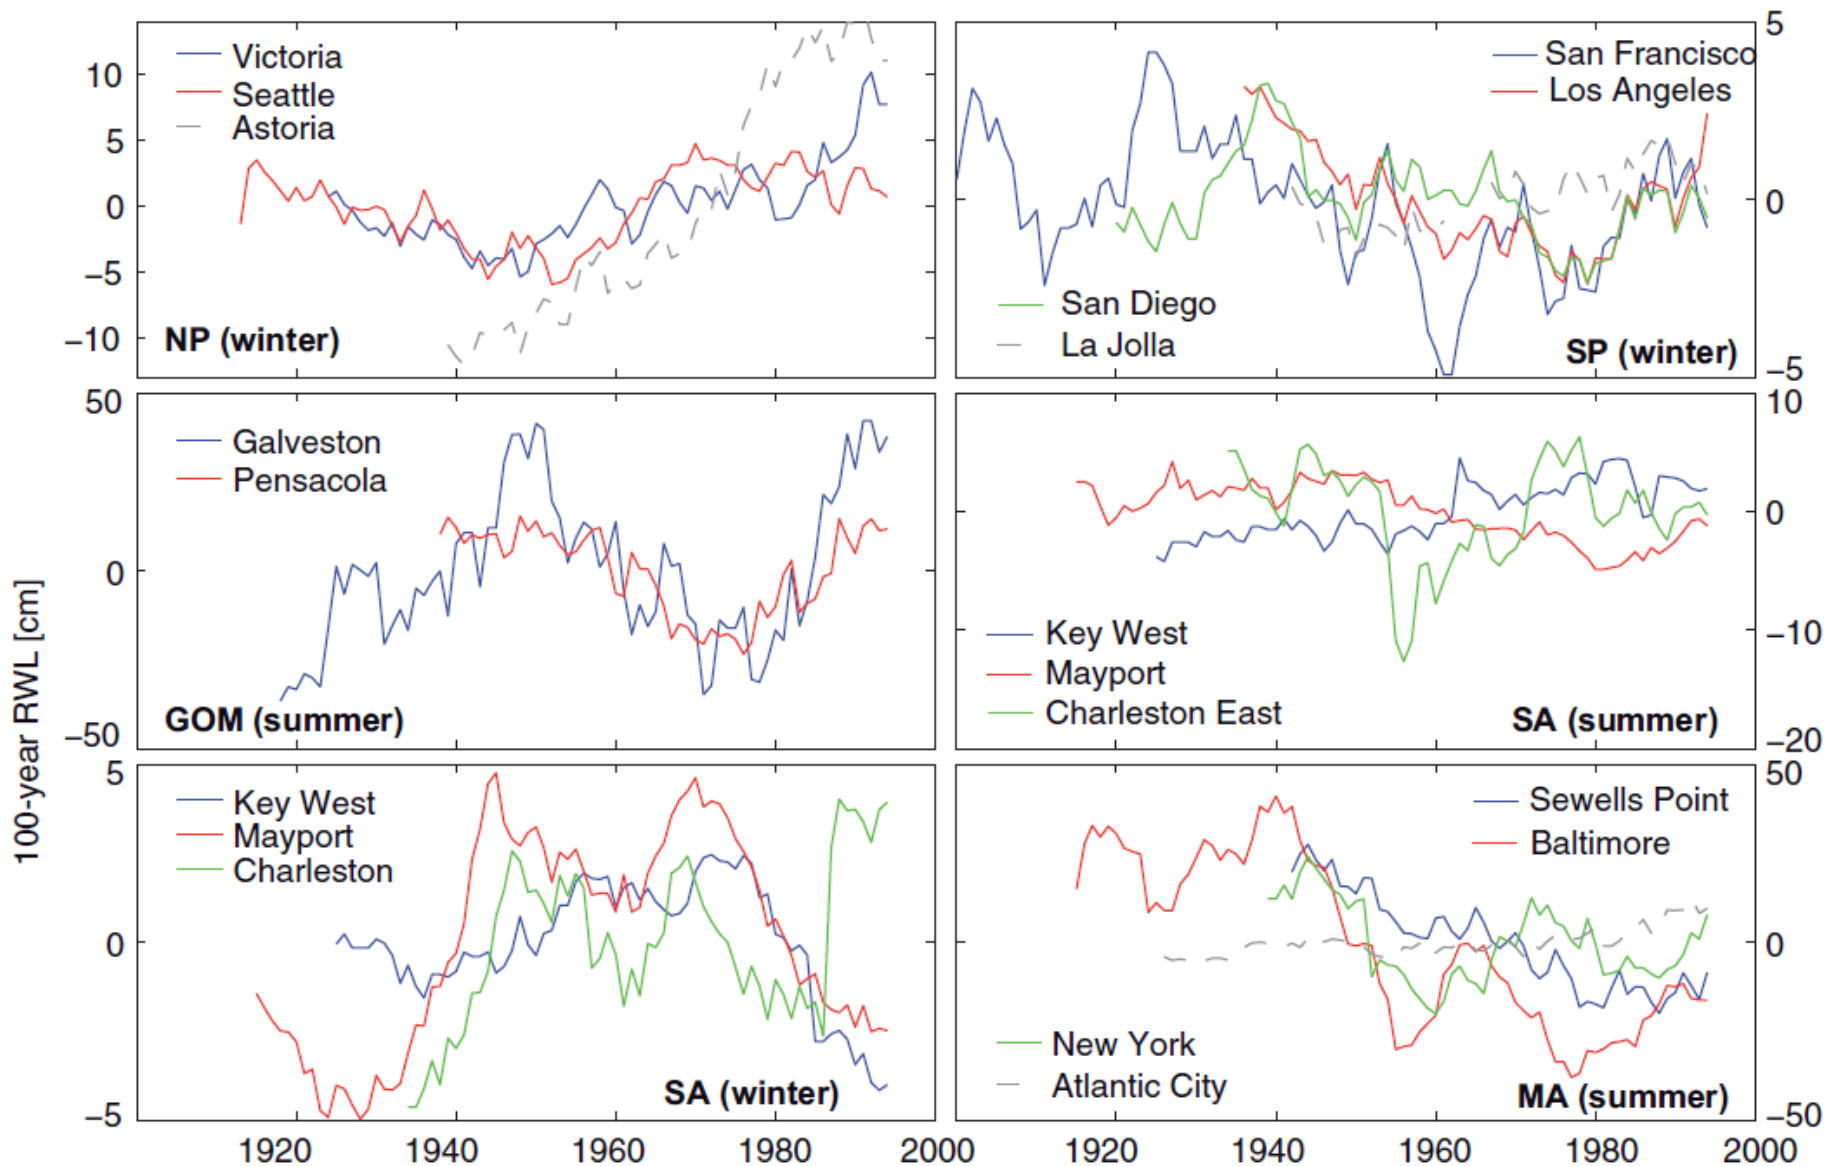 100-year RWL [cm]
Victoria
Seattle
Astoria
10
5
0
−5
−10
NP (winter)
San Francisco
Los Angeles
San Diego
La Jolla
SP (winter)
5
0
−5
50
0
−50
Galveston
Pensacola
GOM (summer)
10
0
−10
−20
Key West
Mayport
Charleston East
SA (summer)
5
0
−5
Key West
Mayport
Charleston
SA (winter)
Sewells Point
Baltimore
New York
Atlantic City
MA (summer)
50
0
−50
1920 1940 1960 1980 2000 1920 1940 1960 1980 2000